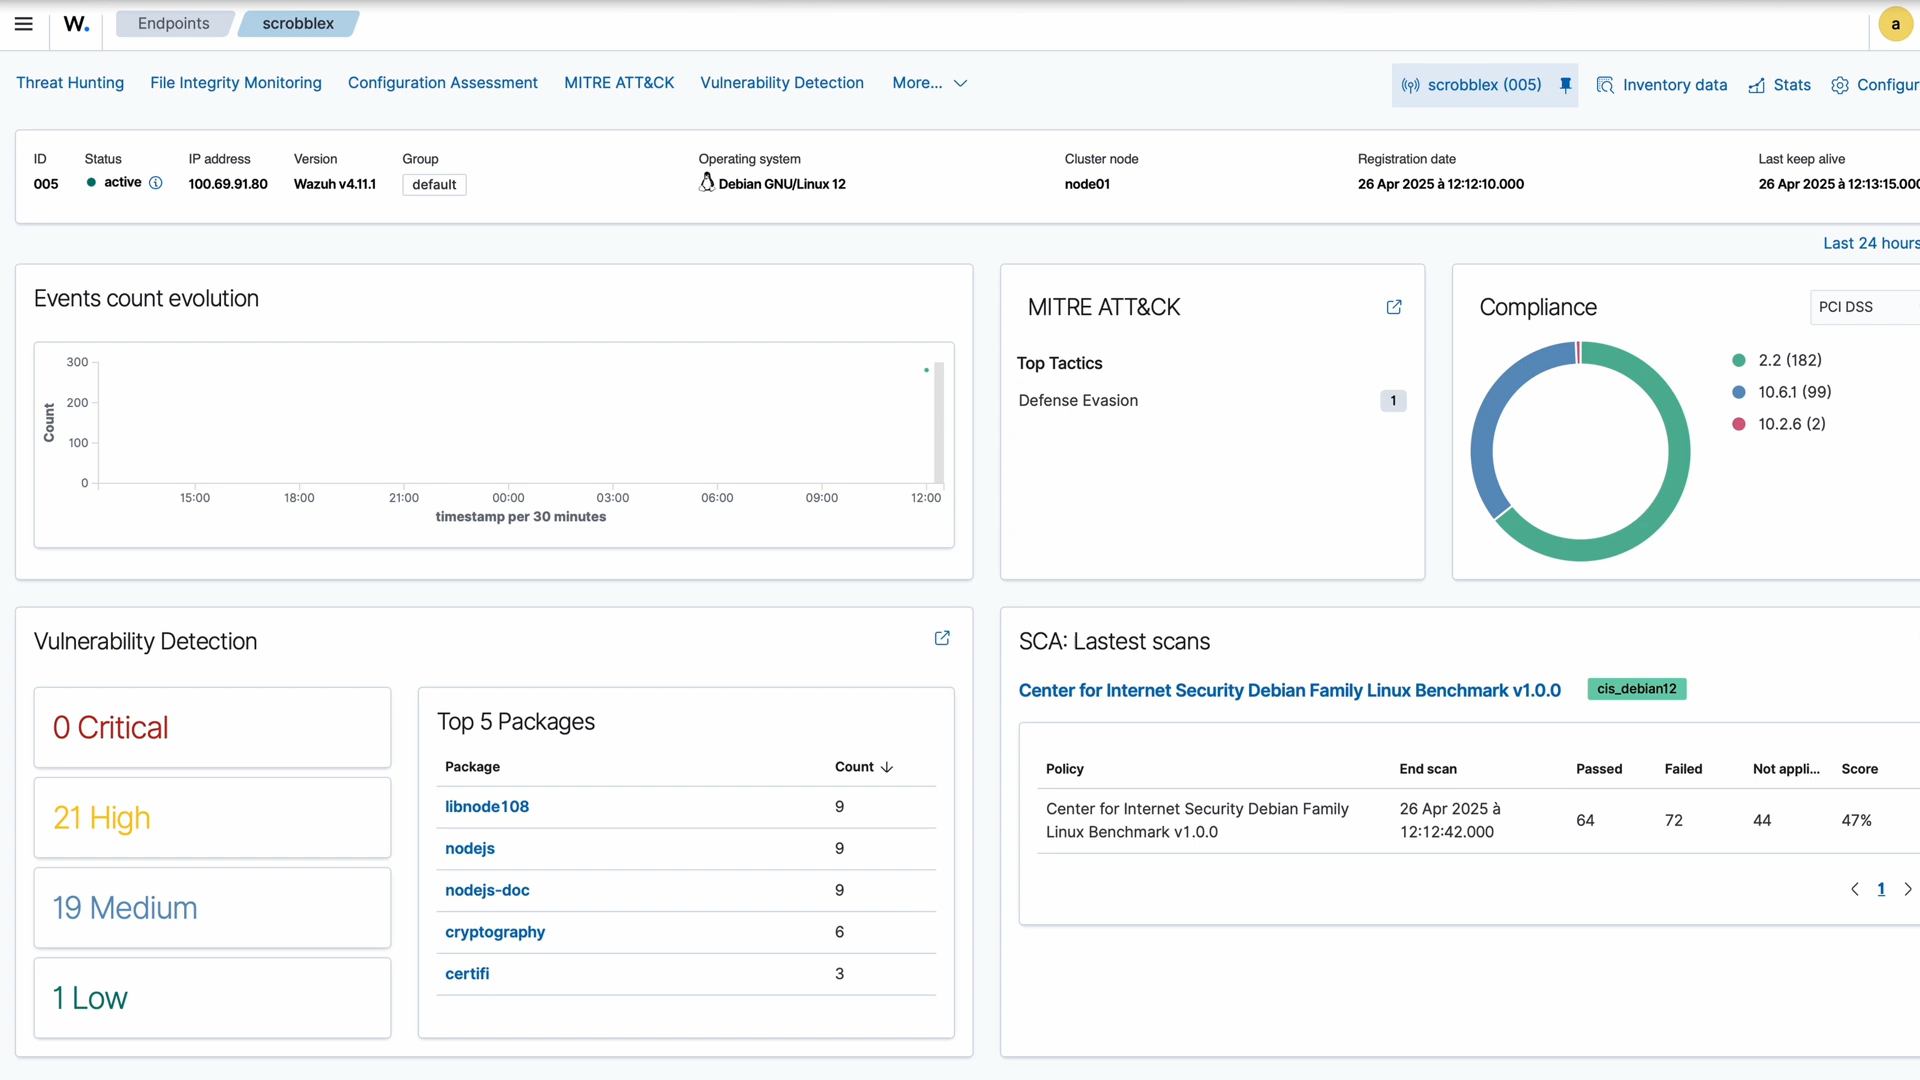 W.
Endpoints
scrobblex
a
Threat Hunting
File Integrity Monitoring
Configuration Assessment
MITRE ATT&CK
Vulnerability Detection
More...
scrobblex (005)
Inventory data
Stats
Configur
ID
Status
IP address
Version
Group
Operating system
Cluster node
Registration date
Last keep alive
005
active
100.69.91.80
Wazuh v4.11.1
default
Debian GNU/Linux 12
node01
26 Apr 2025 à 12:12:10.000
26 Apr 2025 à 12:13:15.000
Last 24 hours
Events count evolution
300
200
100
0
Count
15:00
18:00
21:00
00:00
03:00
06:00
09:00
12:00
timestamp per 30 minutes
MITRE ATT&CK
Top Tactics
Defense Evasion
1
Compliance
PCI DSS
2.2 (182)
10.6.1 (99)
10.2.6 (2)
Vulnerability Detection
0 Critical
21 High
19 Medium
1 Low
Top 5 Packages
Package
Count
libnode108
9
nodejs
9
nodejs-doc
9
cryptography
6
certifi
3
SCA: Lastest scans
Center for Internet Security Debian Family Linux Benchmark v1.0.0
cis_debian12
Policy
End scan
Passed
Failed
Not appli...
Score
Center for Internet Security Debian Family
Linux Benchmark v1.0.0
26 Apr 2025 à
12:12:42.000
64
72
44
47%
1